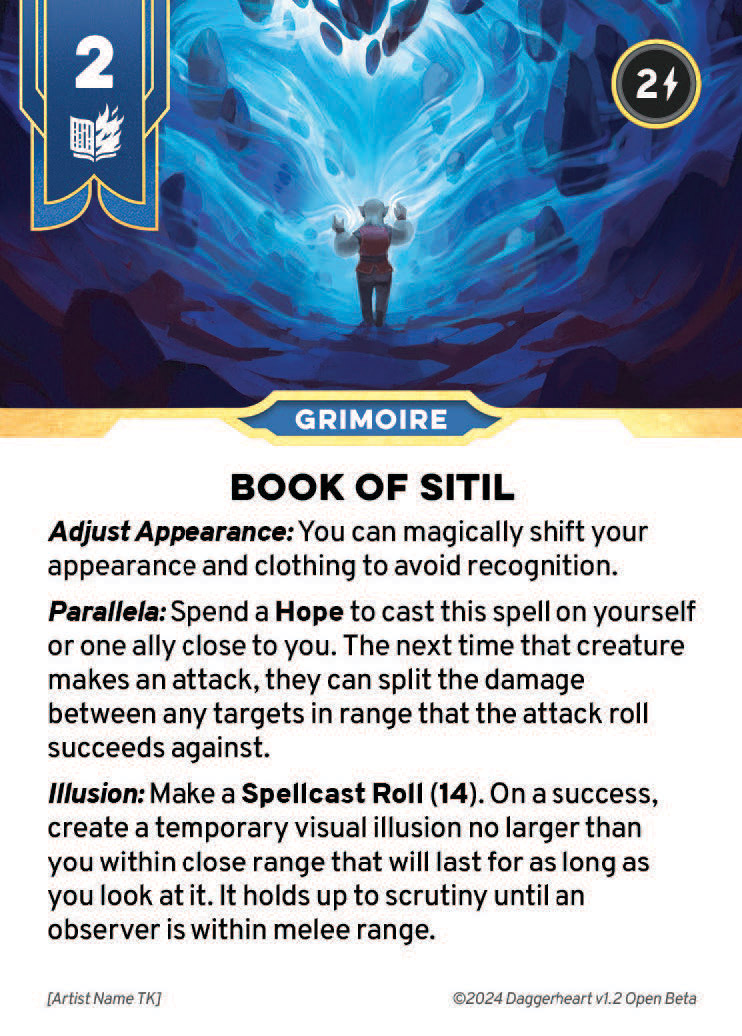 2
2
GRIMOIRE
BOOK OF SITIL
Adjust Appearance: You can magically shift your
appearance and clothing to avoid recognition.
Parallela: Spend a Hope to cast this spell on yourself
or one ally close to you. The next time that creature
makes an attack, they can split the damage
between any targets in range that the attack roll
succeeds against.
Illusion: Make a Spellcast Roll (14). On a success,
create a temporary visual illusion no larger than
you within close range that will last for as long as
you look at it. It holds up to scrutiny until an
observer is within melee range.
[Artist Name TK]
©2024 Daggerheart v1.2 Open Beta